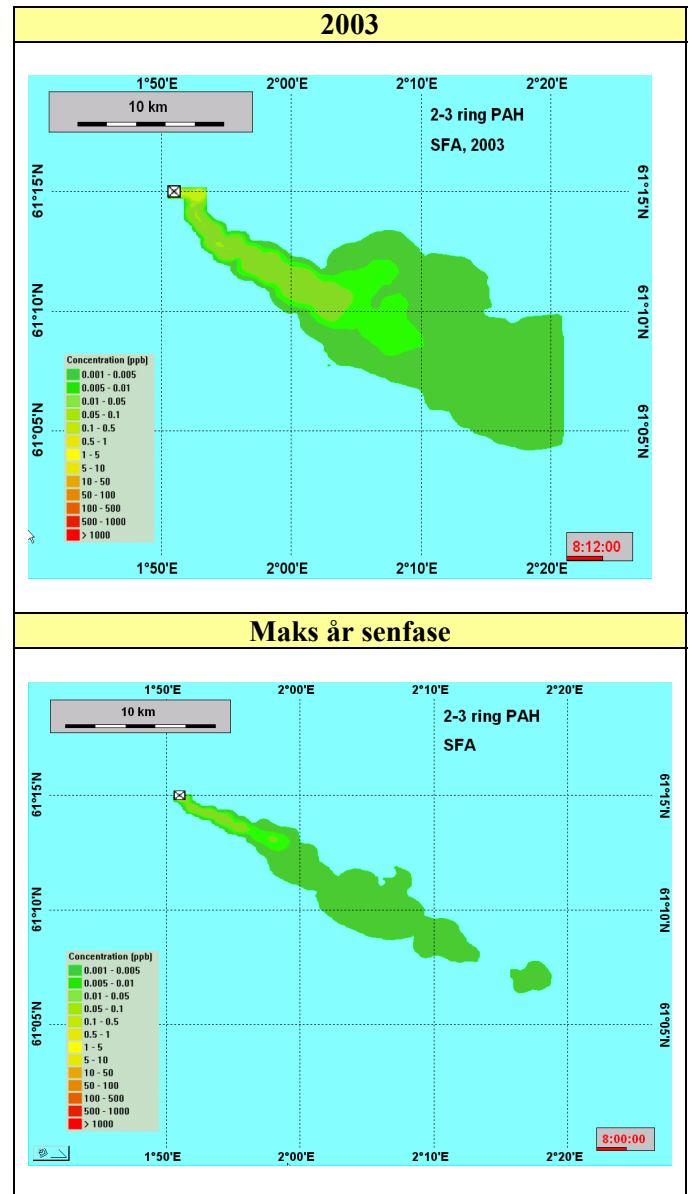 2003
1°50'E 2°00'E 2°10'E 2°20'E
10 km
2-3 ring PAH
SFA, 2003
61°15'N 61°15'N
61°10'N 61°10'N
61°05'N 61°05'N
Concentration (ppb)
0.001 - 0.005
0.005 - 0.01
0.01 - 0.05
0.05 - 0.1
0.1 - 0.5
0.5 - 1
1 - 5
5 - 10
10 - 50
50 - 100
100 - 500
500 - 1000
> 1000
8:12:00
1°50'E 2°00'E 2°10'E 2°20'E
Maks år senfase
1°50'E 2°00'E 2°10'E 2°20'E
10 km
2-3 ring PAH
SFA
61°15'N 61°15'N
61°10'N 61°10'N
61°05'N 61°05'N
Concentration (ppb)
0.001 - 0.005
0.005 - 0.01
0.01 - 0.05
0.05 - 0.1
0.1 - 0.5
0.5 - 1
1 - 5
5 - 10
10 - 50
50 - 100
100 - 500
500 - 1000
> 1000
8:00:00
1°50'E 2°00'E 2°10'E 2°20'E